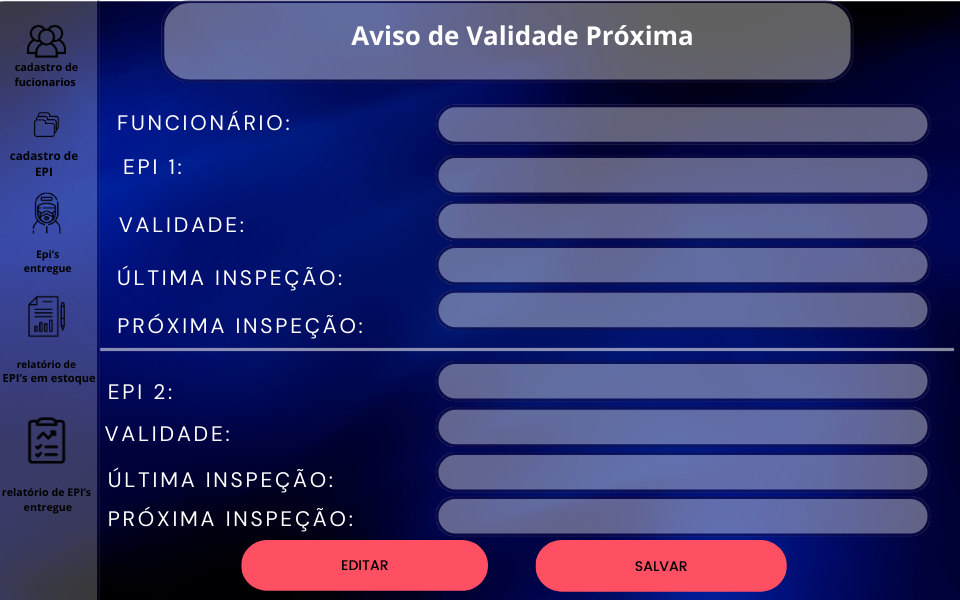 Aviso de Validade Próxima
cadastro de
fucionarios
cadastro de
EPI
Epi's
entregue
relatório de
EPI's em estoque
relatório de EPI's
entregue
FUNCIONÁRIO:
EPI 1:
VALIDADE:
ÚLTIMA INSPEÇÃO:
PRÓXIMA INSPEÇÃO:
EPI 2:
VALIDADE:
ÚLTIMA INSPEÇÃO:
PRÓXIMA INSPEÇÃO:
EDITAR
SALVAR